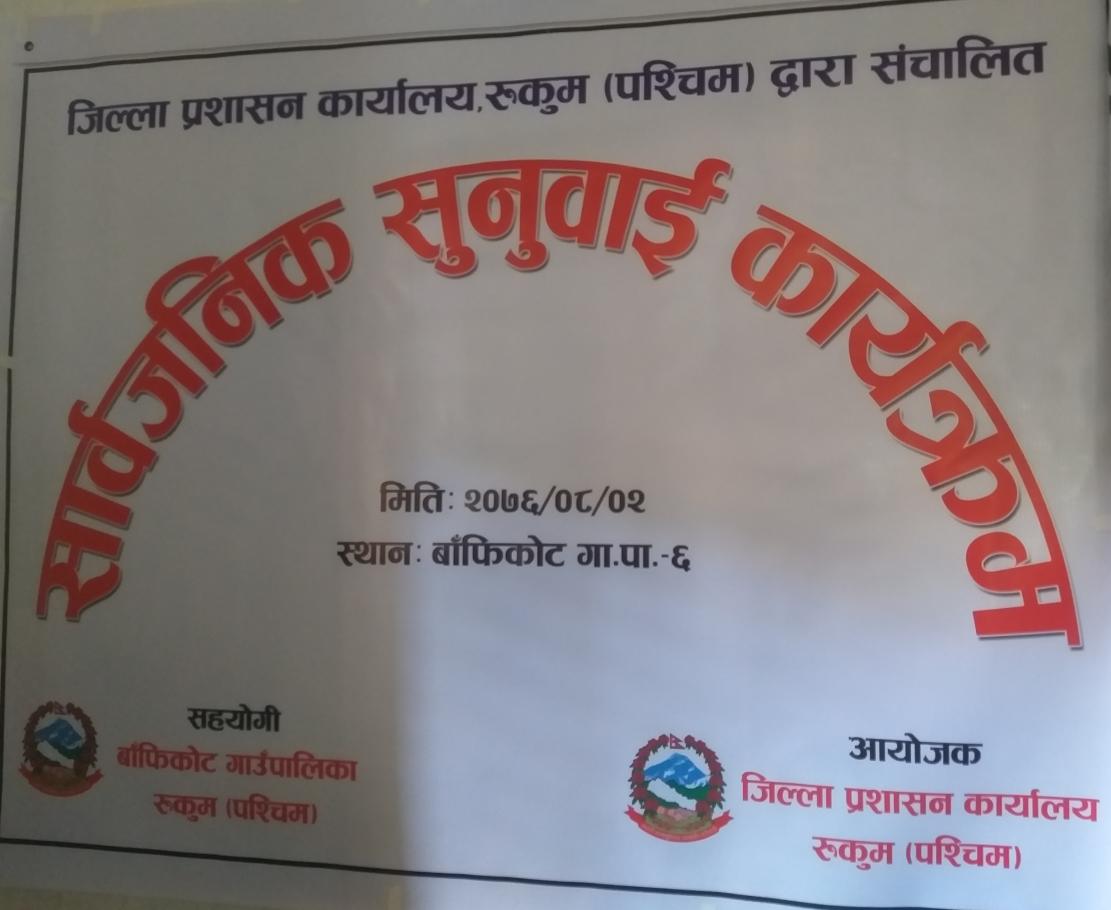 जिल्ला प्रशासन कार्यालय,रुकुम (पश्चिम) द्वारा संचालित
सार्वजनिक सुनुवाई कार्यक्रम
मितिः २०७६/०८/०२
स्थानः बाँफिकोट गा.पा.-६
सहयोगी
बाँफिकोट गाउँपालिका
रुकुम (पश्चिम)
आयोजक
जिल्ला प्रशासन कार्यालय
रुकुम (पश्चिम)